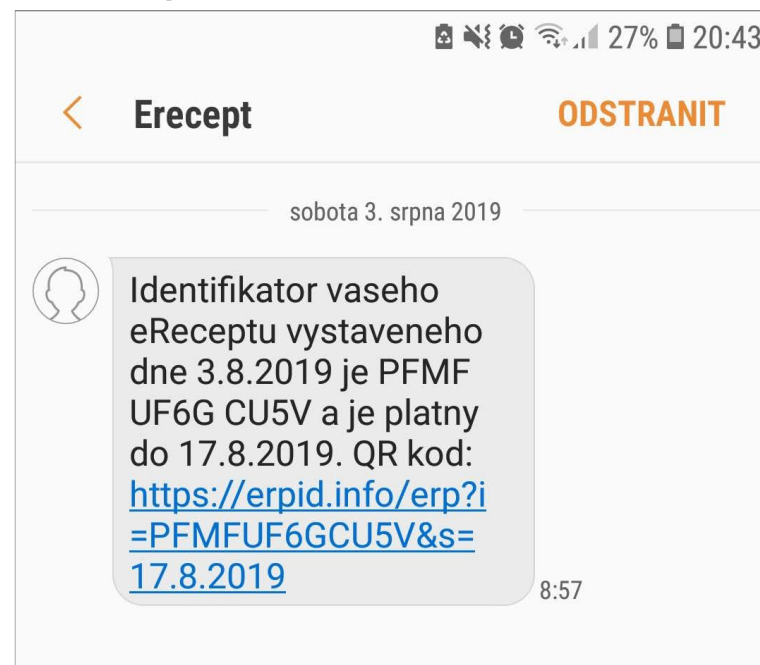 27% 20:43
Erecept ODSTRANIT
sobota 3. srpna 2019
Identifikator vaseho
eReceptu vystaveneho
dne 3.8.2019 je PFMF
UF6G CU5V a je platny
do 17.8.2019. QR kod:
https://erpid.info/erp?i
=PFMFUF6GCU5V&s=
17.8.2019
8:57